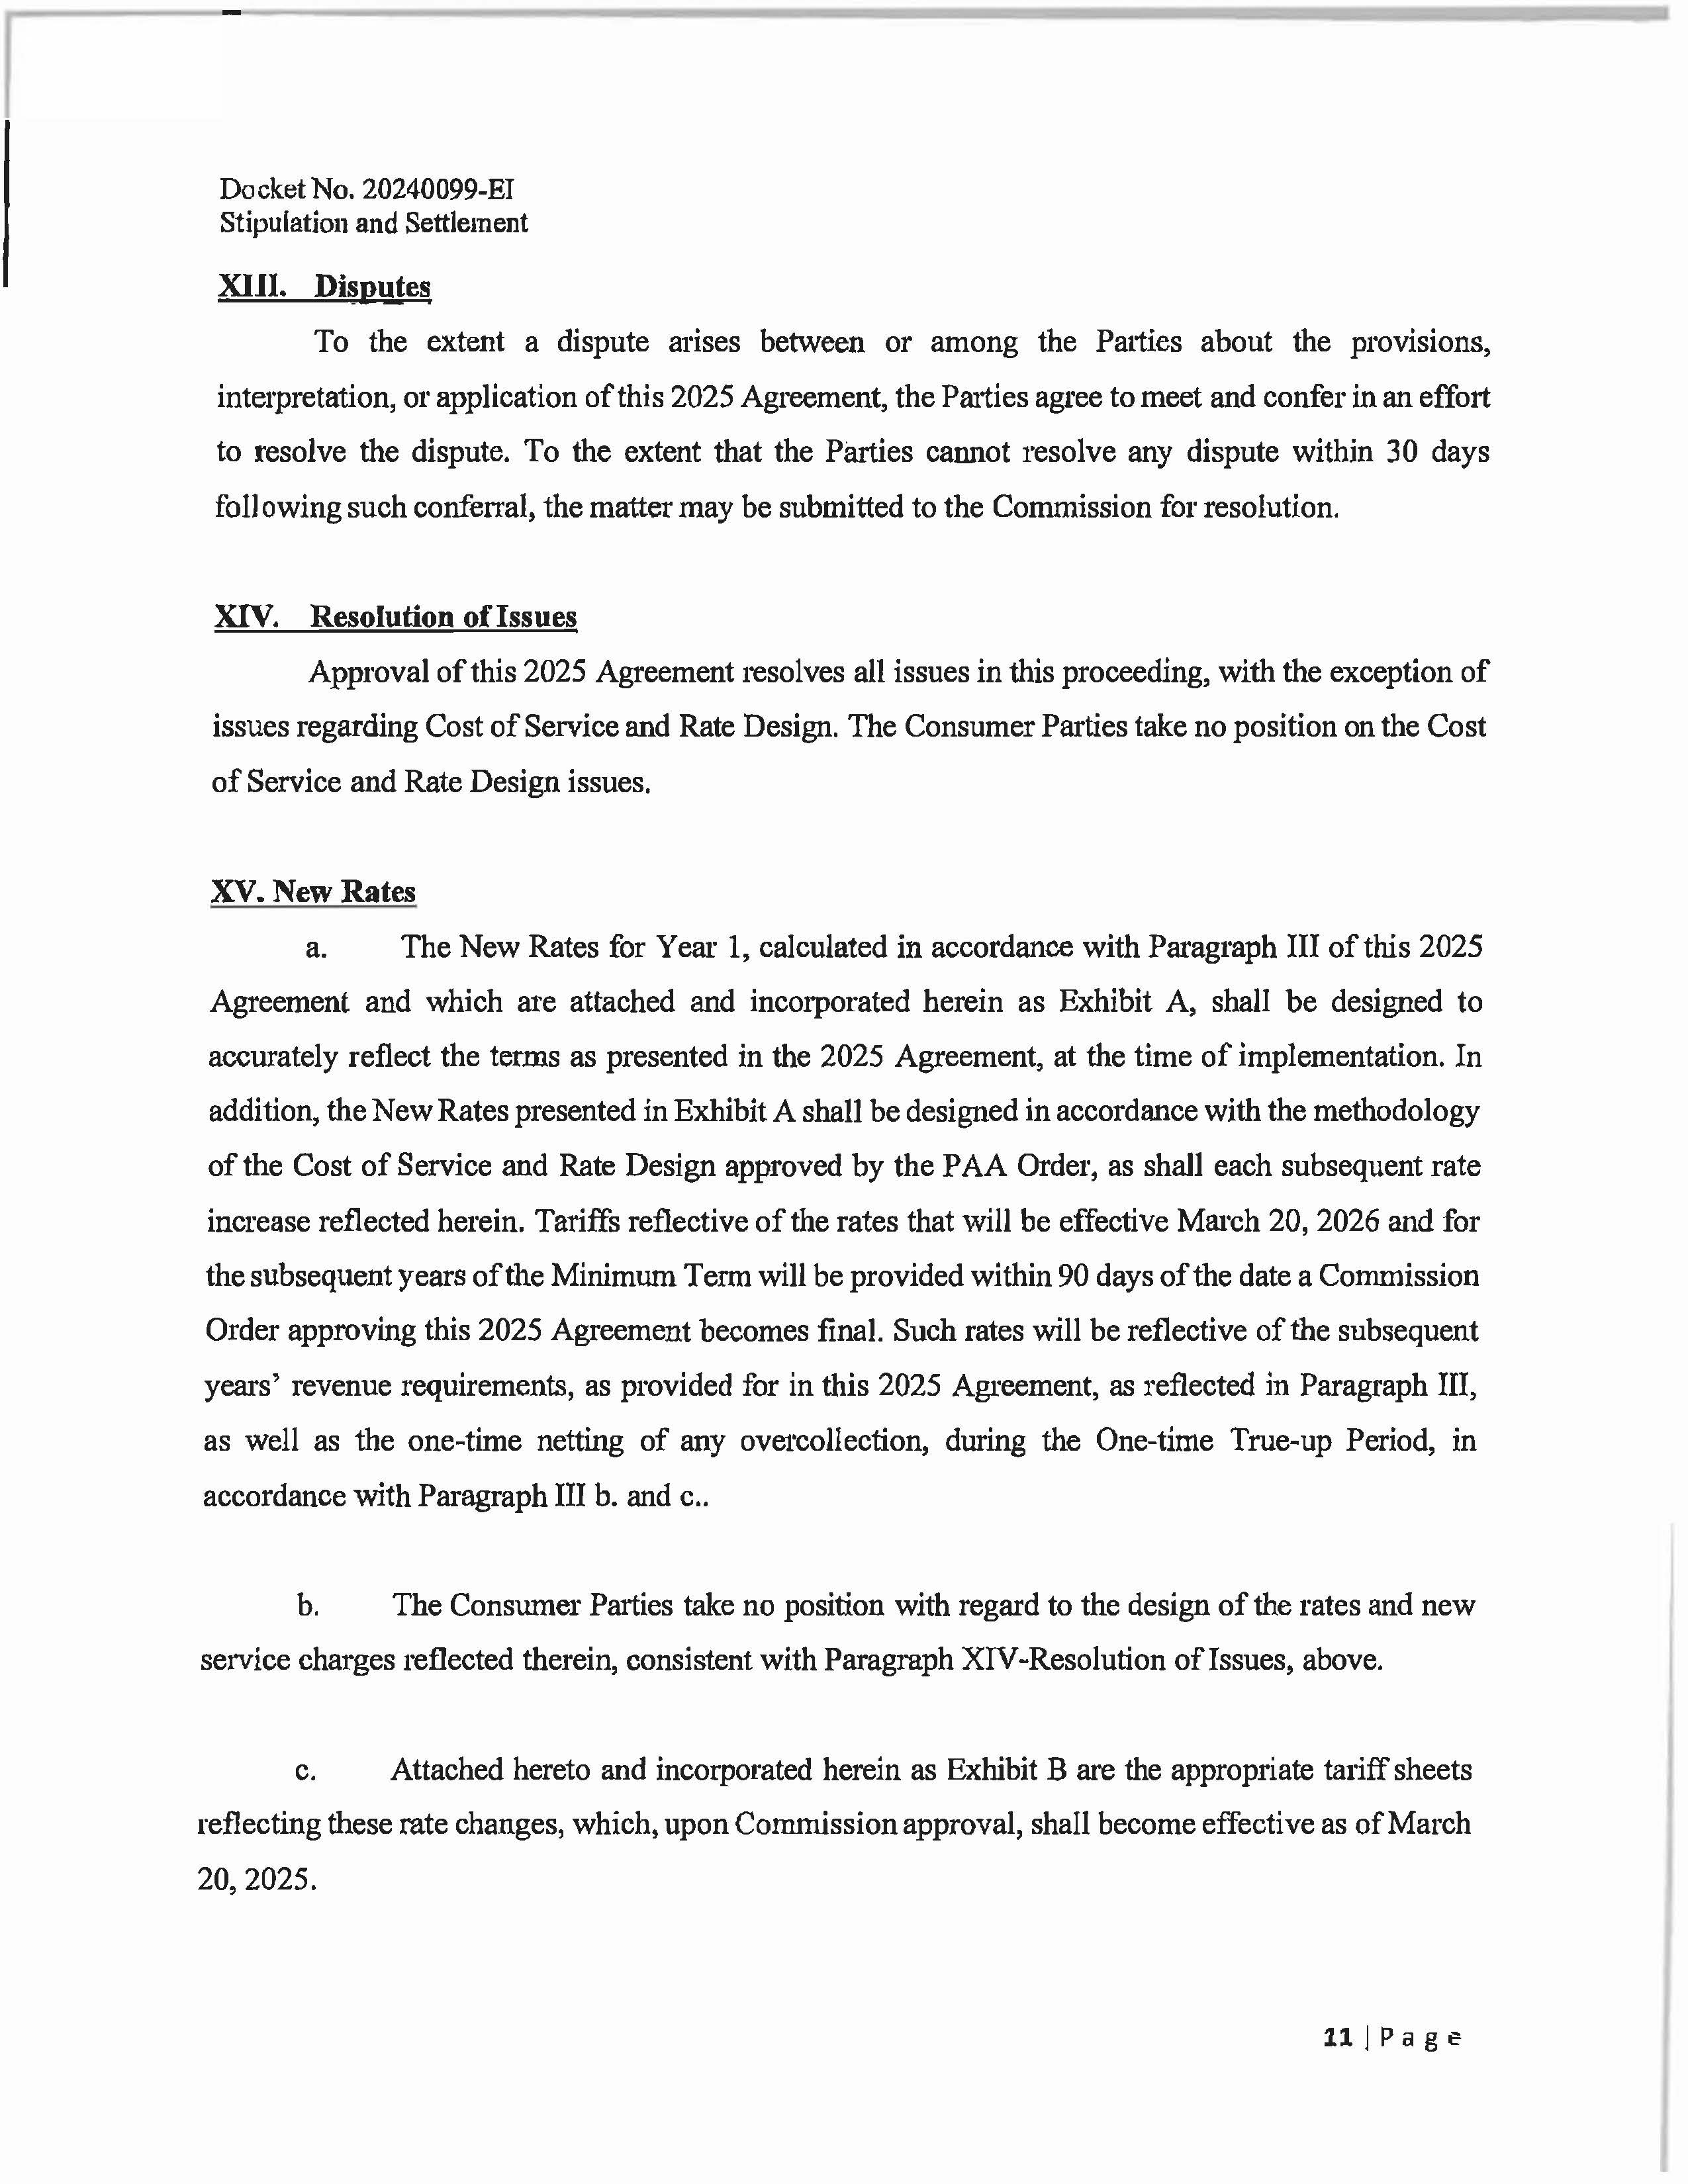 Docket No. 20240099-EI
Stipulation and Settlement
XIII. Disputes
To the extent a dispute arises between or among the Parties about the provisions,
interpretation, or application of this 2025 Agreement, the Parties agree to meet and confer in an effort
to resolve the dispute. To the extent that the Parties cannot resolve any dispute within 30 days
following such conferral, the matter may be submitted to the Commission for resolution.
XIV. Resolution of Issues
Approval of this 2025 Agreement resolves all issues in this proceeding, with the exception of
issues regarding Cost of Service and Rate Design. The Consumer Parties take no position on the Cost
of Service and Rate Design issues.
XV. New Rates
a. The New Rates for Year 1, calculated in accordance with Paragraph III of this 2025
Agreement and which are attached and incorporated herein as Exhibit A, shall be designed to
accurately reflect the terms as presented in the 2025 Agreement, at the time of implementation. In
addition, the New Rates presented in Exhibit A shall be designed in accordance with the methodology
of the Cost of Service and Rate Design approved by the PAA Order, as shall each subsequent rate
increase reflected herein. Tariffs reflective of the rates that will be effective March 20, 2026 and for
the subsequent years of the Minimum Term will be provided within 90 days of the date a Commission
Order approving this 2025 Agreement becomes final. Such rates will be reflective of the subsequent
years' revenue requirements, as provided for in this 2025 Agreement, as reflected in Paragraph III,
as well as the one-time netting of any overcollection, during the One-time True-up Period, in
accordance with Paragraph III b. and c..
b. The Consumer Parties take no position with regard to the design of the rates and new
service charges reflected therein, consistent with Paragraph XIV-Resolution of Issues, above.
c. Attached hereto and incorporated herein as Exhibit B are the appropriate tariff sheets
reflecting these rate changes, which, upon Commission approval, shall become effective as of March
20, 2025.
11 | Page